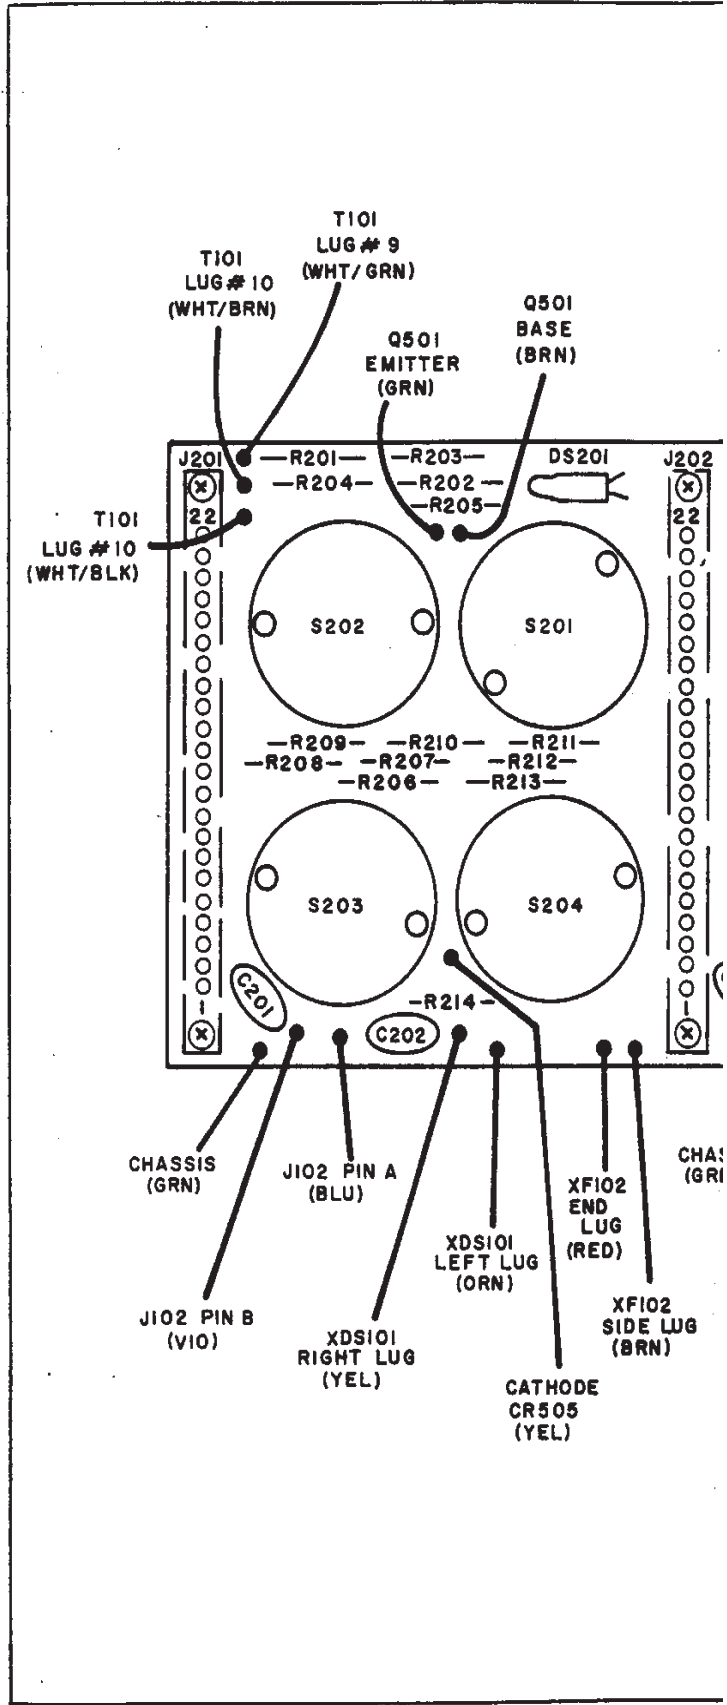 T101
LUG # 9
(WHT/GRN)
T101
LUG # 10
(WHT/BRN)
Q501
BASE
(BRN)
Q501
EMITTER
(GRN)
J201
R201
R203
DS201
J202
R204
R202
R205
22
22
T101
LUG # 10
(WHT/BLK)
S202
S201
R209
R210
R211
R208
R207
R212
R206
R213
S203
S204
C201
R214
1
1
C202
CHASSIS
(GRN)
J102 PIN A
(BLU)
XF102
END
LUG
(RED)
XDS101
LEFT LUG
(ORN)
J102 PIN B
(VIO)
XDS101
RIGHT LUG
(YEL)
XF102
SIDE LUG
(BRN)
CATHODE
CR505
(YEL)